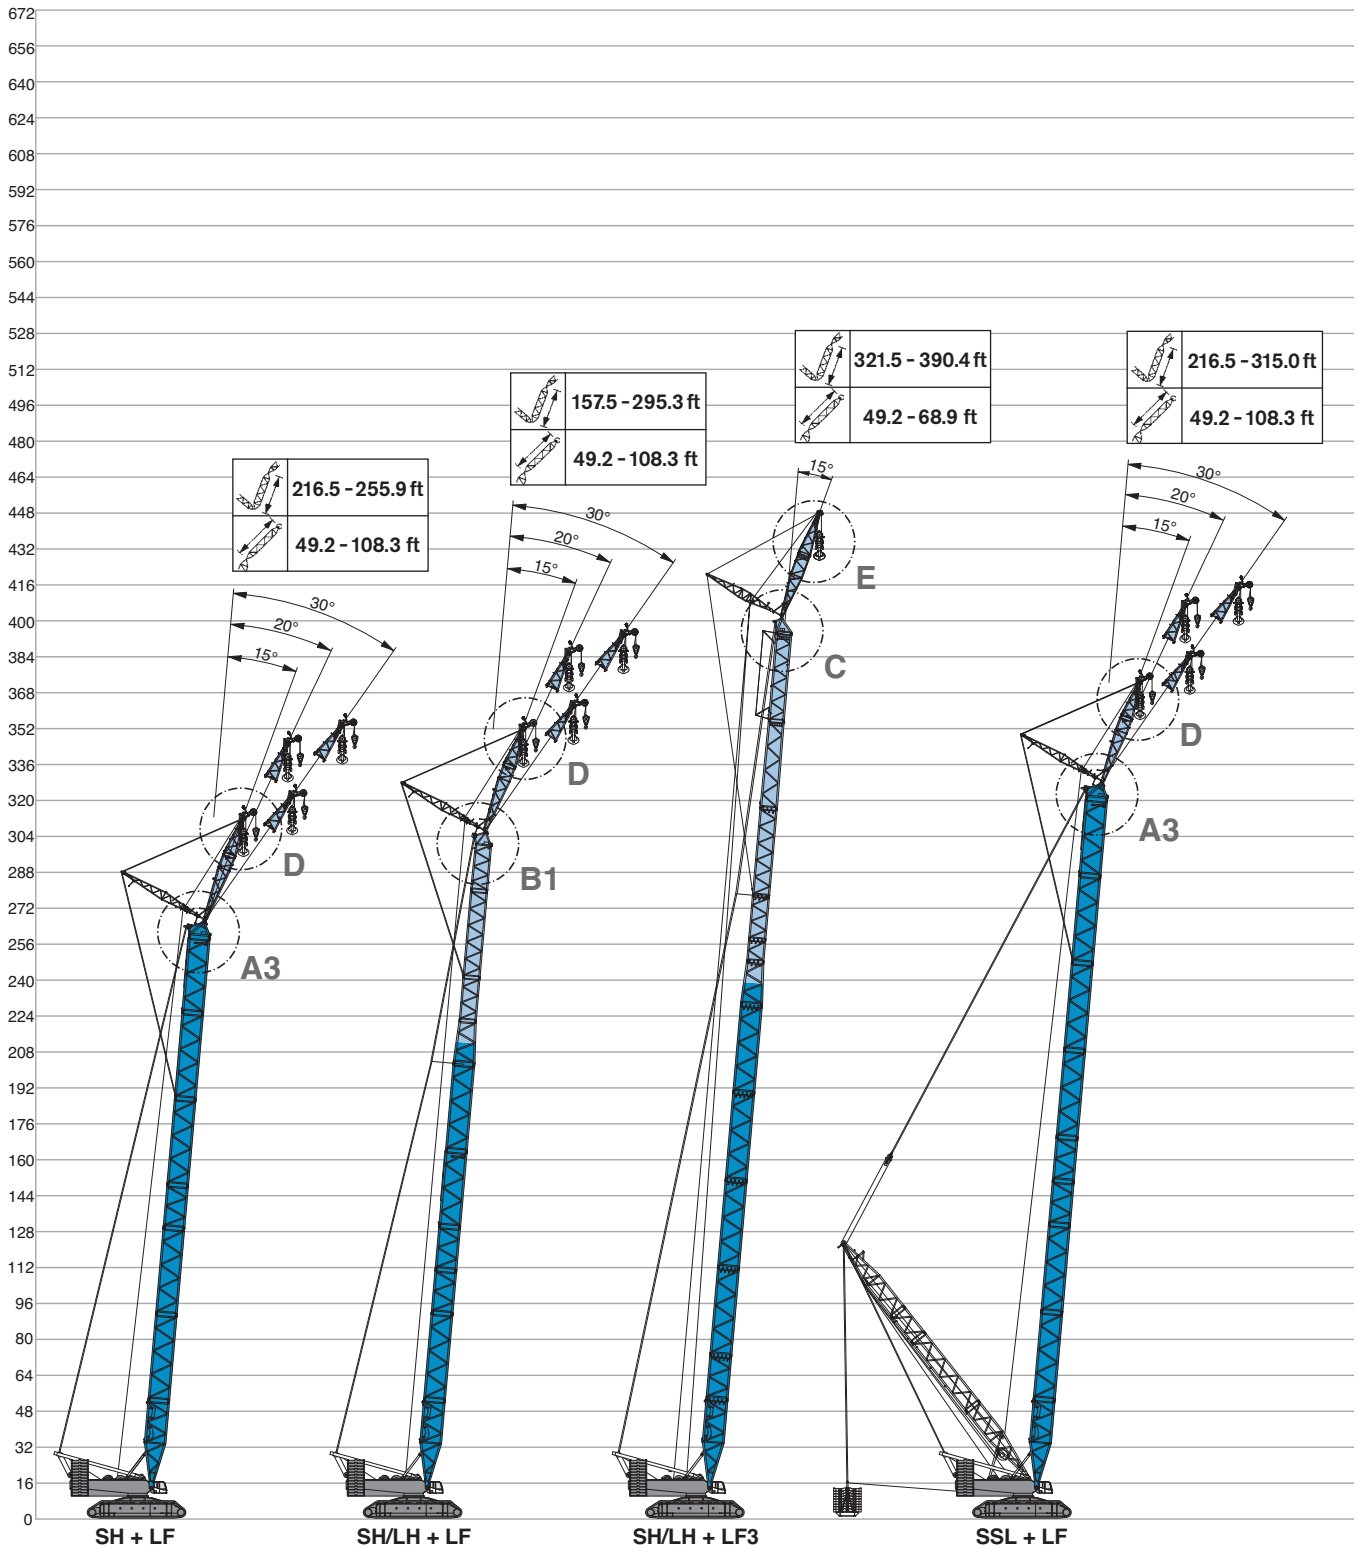 672
656
640
624
608
592
576
560
544
528
512
496
480
464
448
432
416
400
384
368
352
336
320
304
288
272
256
240
224
208
192
176
160
144
128
112
96
80
64
48
32
16
0
216.5 - 255.9 ft
49.2 - 108.3 ft
30°
20°
15°
D
A3
SH + LF
157.5 - 295.3 ft
49.2 - 108.3 ft
30°
20°
15°
D
B1
SH/LH + LF
321.5 - 390.4 ft
49.2 - 68.9 ft
15°
E
C
SH/LH + LF3
216.5 - 315.0 ft
49.2 - 108.3 ft
30°
20°
15°
D
A3
SSL + LF